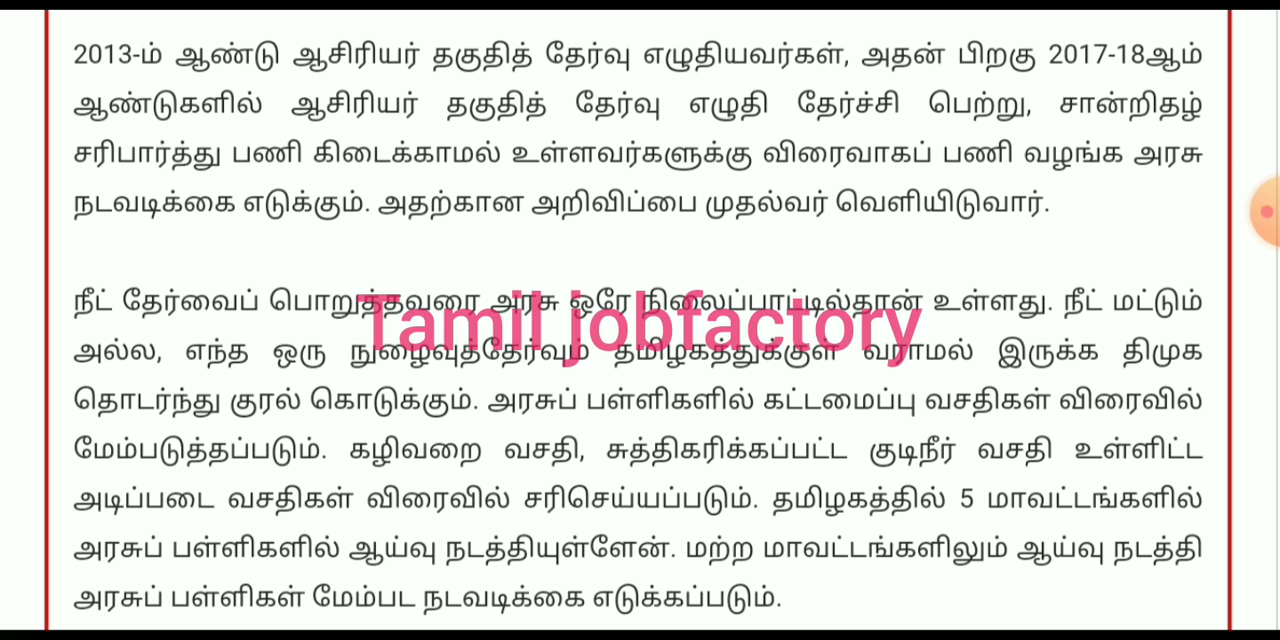 2013-ம் ஆண்டு ஆசிரியர் தகுதித் தேர்வு எழுதியவர்கள், அதன் பிறகு 2017-18ஆம்
ஆண்டுகளில் ஆசிரியர் தகுதித் தேர்வு எழுதி தேர்ச்சி பெற்று, சான்றிதழ்
சரிபார்த்து பணி கிடைக்காமல் உள்ளவர்களுக்கு விரைவாகப் பணி வழங்க அரசு
நடவடிக்கை எடுக்கும். அதற்கான அறிவிப்பை முதல்வர் வெளியிடுவார்.
நீட் தேர்வைப் பொறுத்தவரை அரசு ஒரே நிலைப்பாட்டில்தான் உள்ளது. நீட் மட்டும்
Tamil jobfactory
அல்ல, எந்த ஒரு நுழைவுத்தேர்வும் தமிழகத்துக்குள் வராமல் இருக்க திமுக
தொடர்ந்து குரல் கொடுக்கும். அரசுப் பள்ளிகளில் கட்டமைப்பு வசதிகள் விரைவில்
மேம்படுத்தப்படும். கழிவறை வசதி, சுத்திகரிக்கப்பட்ட குடிநீர் வசதி உள்ளிட்ட
அடிப்படை வசதிகள் விரைவில் சரிசெய்யப்படும். தமிழகத்தில் 5 மாவட்டங்களில்
அரசுப் பள்ளிகளில் ஆய்வு நடத்தியுள்ளேன். மற்ற மாவட்டங்களிலும் ஆய்வு நடத்தி
அரசுப் பள்ளிகள் மேம்பட நடவடிக்கை எடுக்கப்படும்.